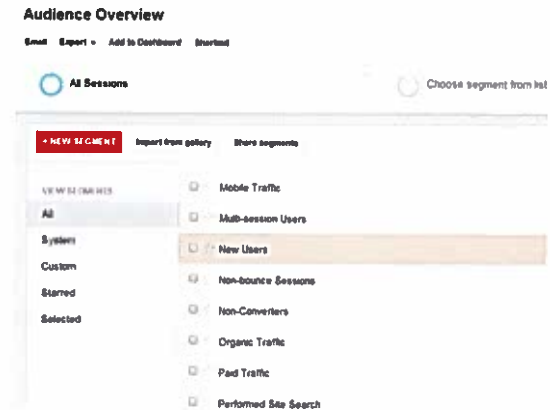 Audience Overview
Email Export Add to Dashboard Shortcut
All Sessions
Choose segment from list
+ NEW SEGMENT Import from gallery Share segments
VIEW SEGMENTS
All
System
Custom
Starred
Selected
Mobile Traffic
Multi-session Users
New Users
Non-bounce Sessions
Non-Converters
Organic Traffic
Paid Traffic
Performed Site Search